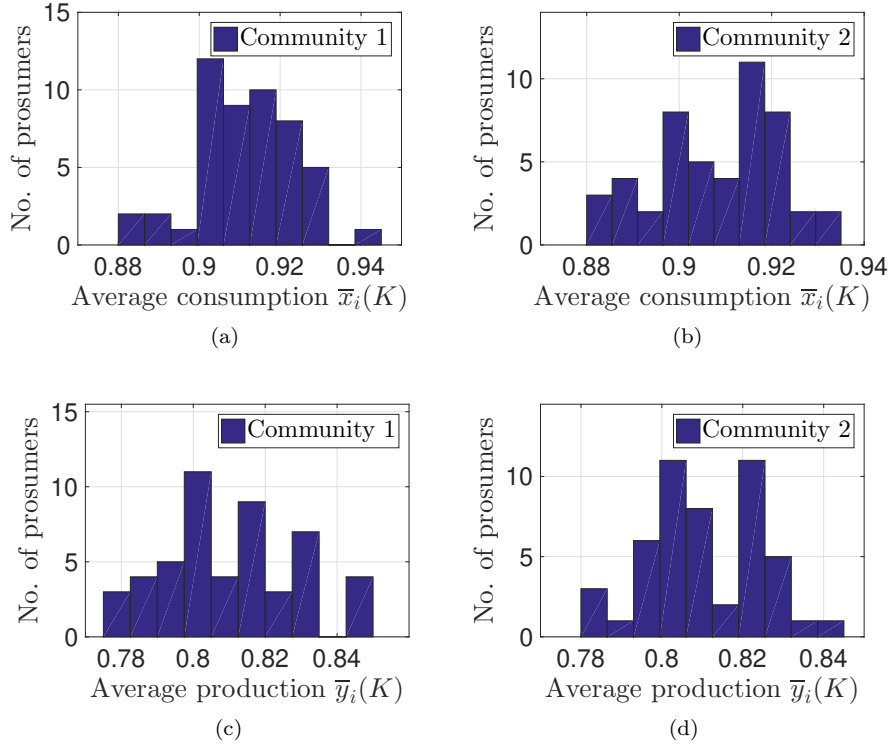 15
10
5
0
No. of prosumers
Community 1
0.88 0.9 0.92 0.94
Average consumption x̅ᵢ(K)
(a)
10
5
0
No. of prosumers
Community 2
0.88 0.9 0.92 0.94
Average consumption x̅ᵢ(K)
(b)
15
10
5
0
No. of prosumers
Community 1
0.78 0.8 0.82 0.84
Average production y̅ᵢ(K)
(c)
10
5
0
No. of prosumers
Community 2
0.78 0.8 0.82 0.84
Average production y̅ᵢ(K)
(d)